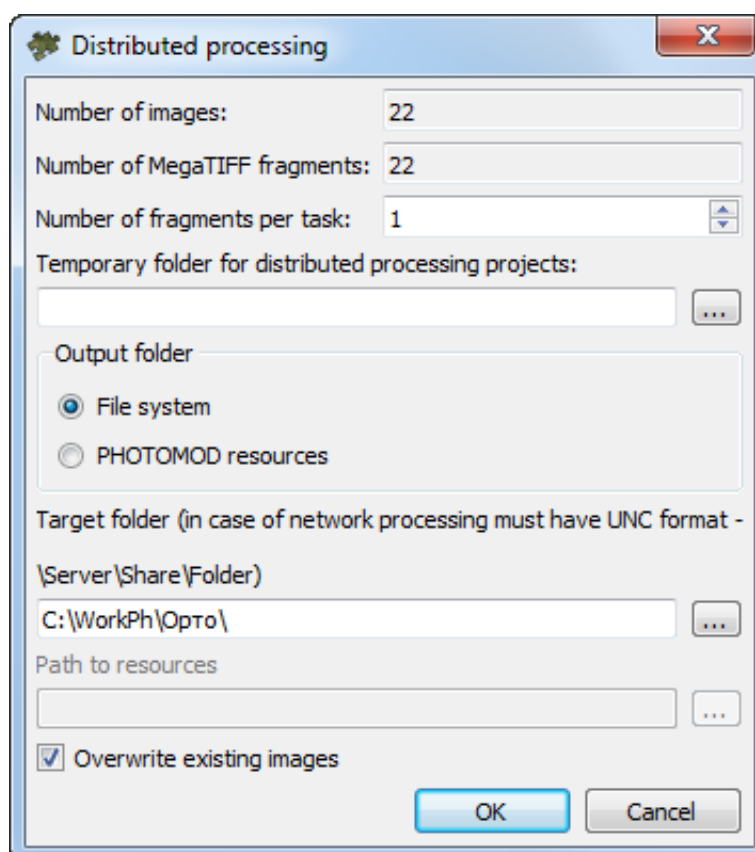 Distributed processing
Number of images: 22
Number of MegaTIFF fragments: 22
Number of fragments per task: 1
Temporary folder for distributed processing projects:
...
Output folder
File system
PHOTOMOD resources
Target folder (in case of network processing must have UNC format -
\Server\Share\Folder)
C:\WorkPh\Орто\ ...
Path to resources
...
Overwrite existing images
OK Cancel